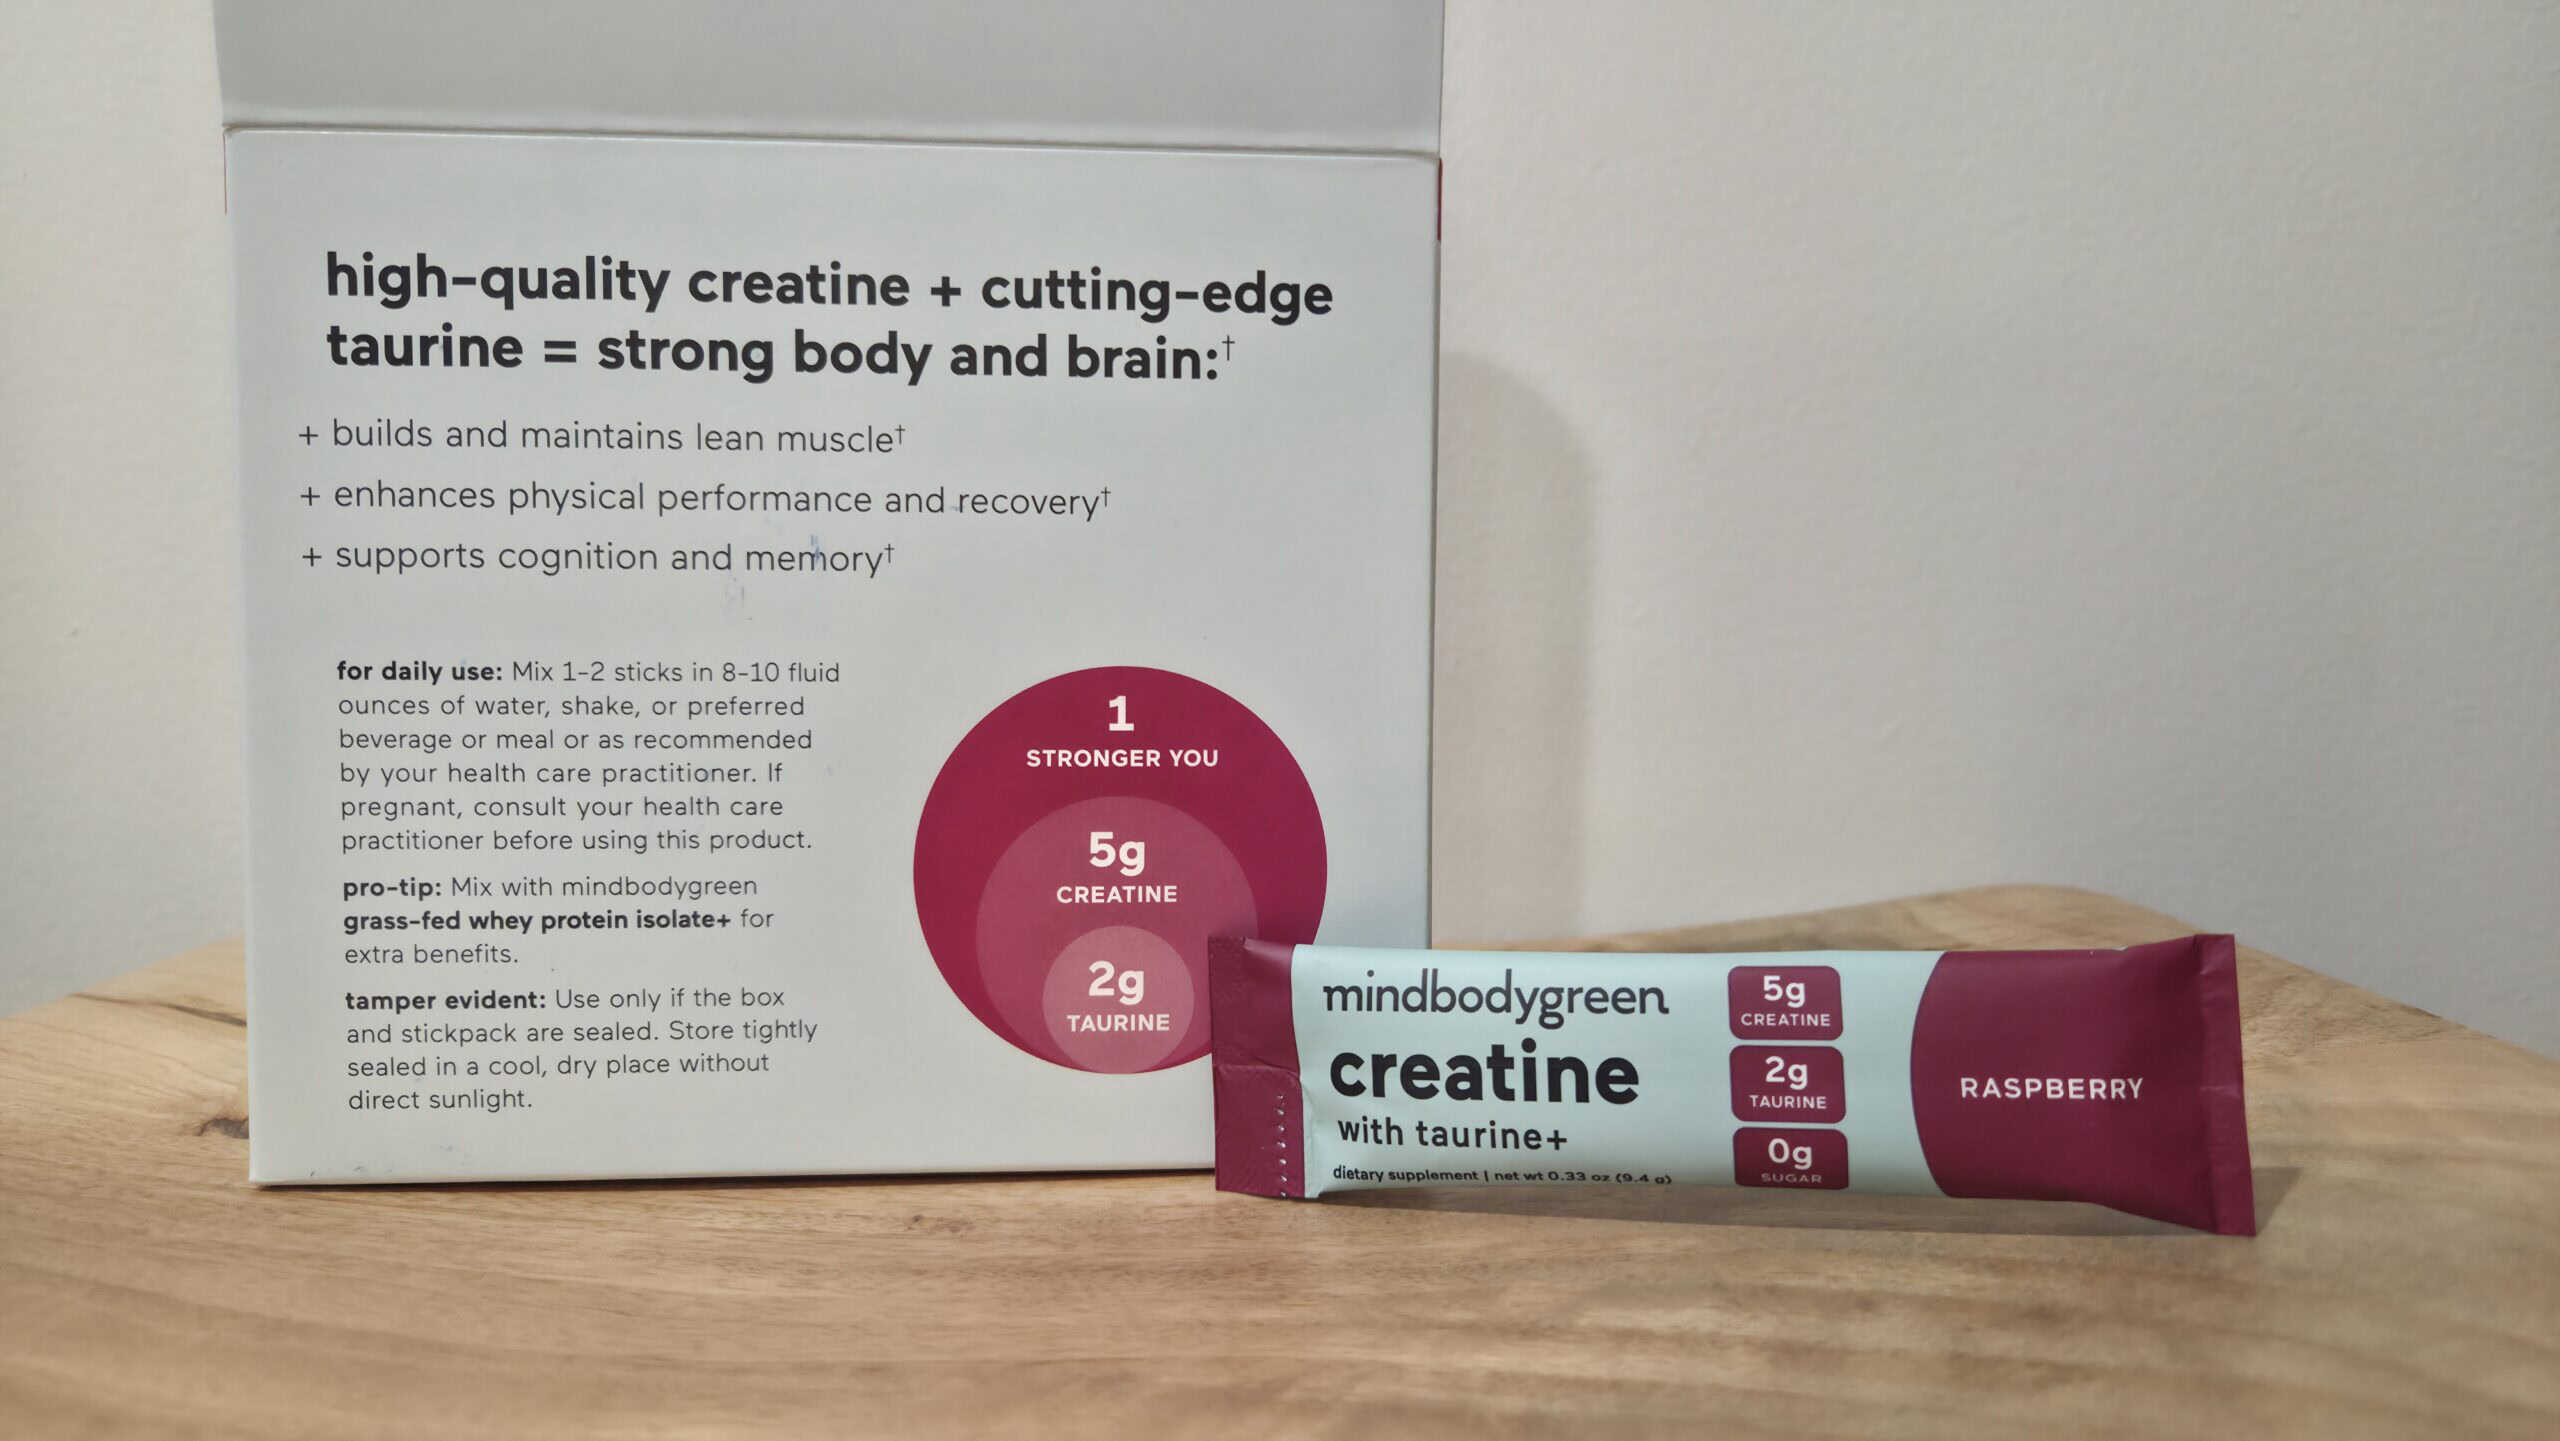 high-quality creatine + cutting-edge
taurine = strong body and brain:†
+ builds and maintains lean muscle†
+ enhances physical performance and recovery†
+ supports cognition and memory†
for daily use: Mix 1-2 sticks in 8-10 fluid
ounces of water, shake, or preferred
beverage or meal or as recommended
by your health care practitioner. If
pregnant, consult your health care
practitioner before using this product.
pro-tip: Mix with mindbodygreen
grass-fed whey protein isolate+ for
extra benefits.
tamper evident: Use only if the box
and stickpack are sealed. Store tightly
sealed in a cool, dry place without
direct sunlight.
1
STRONGER YOU
5g
CREATINE
2g
TAURINE
mindbodygreen
creatine
with taurine+
dietary supplement | net wt 0.33 oz (9.4 g)
5g
CREATINE
2g
TAURINE
0g
SUGAR
RASPBERRY